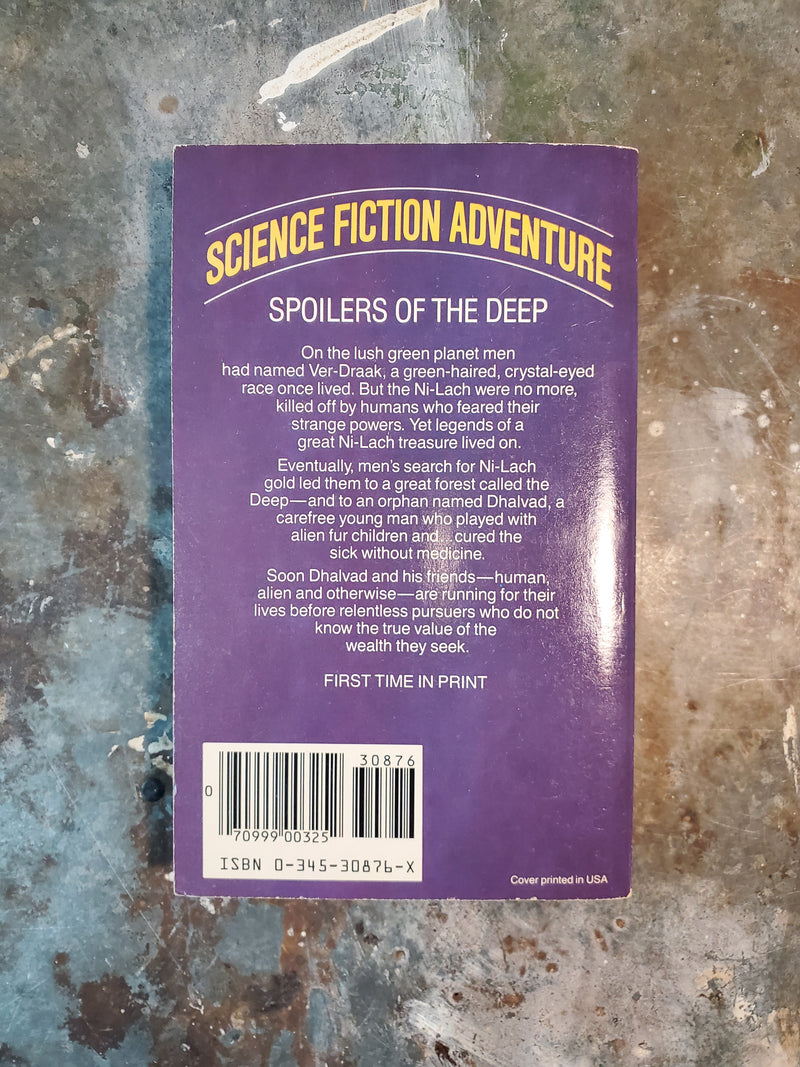 SCIENCE FICTION ADVENTURE
SPOILERS OF THE DEEP
On the lush green planet men
had named Ver-Draak, a green-haired, crystal-eyed
race once lived. But the Ni-Lach were no more,
killed off by humans who feared their
strange powers. Yet legends of a
great Ni-Lach treasure lived on.
Eventually, men's search for Ni-Lach
gold led them to a great forest called the
Deep—and to an orphan named Dhalvad, a
carefree young man who played with
alien fur children and...cured the
sick without medicine.
Soon Dhalvad and his friends—human,
alien and otherwise—are running for their
lives before relentless pursuers who do not
know the true value of the
wealth they seek.
FIRST TIME IN PRINT
30876
0
70999 00325
ISBN 0-345-30876-X
Cover printed in USA